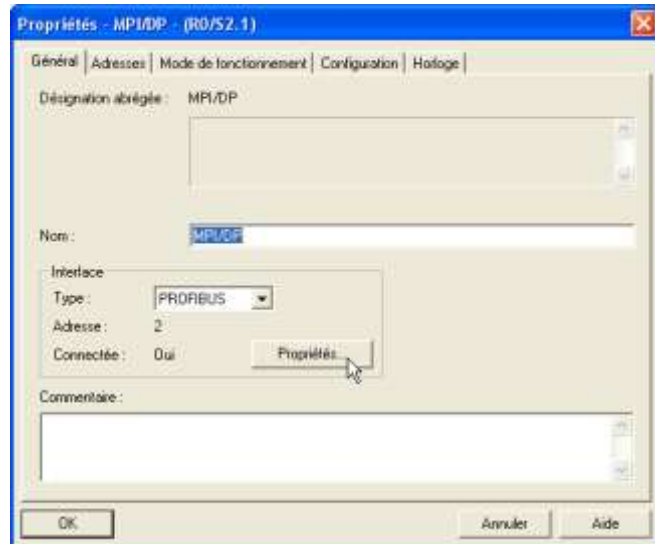 Propriétés - MPI/DP - (R0/S2.1)
Général Adresses Mode de fonctionnement Configuration Horloge
Désignation abrégée : MPI/DP
Nom : MPI/DP
Interface
Type : PROFIBUS
Adresse : 2
Connectée : Oui Propriétés...
Commentaire :
OK Annuler Aide